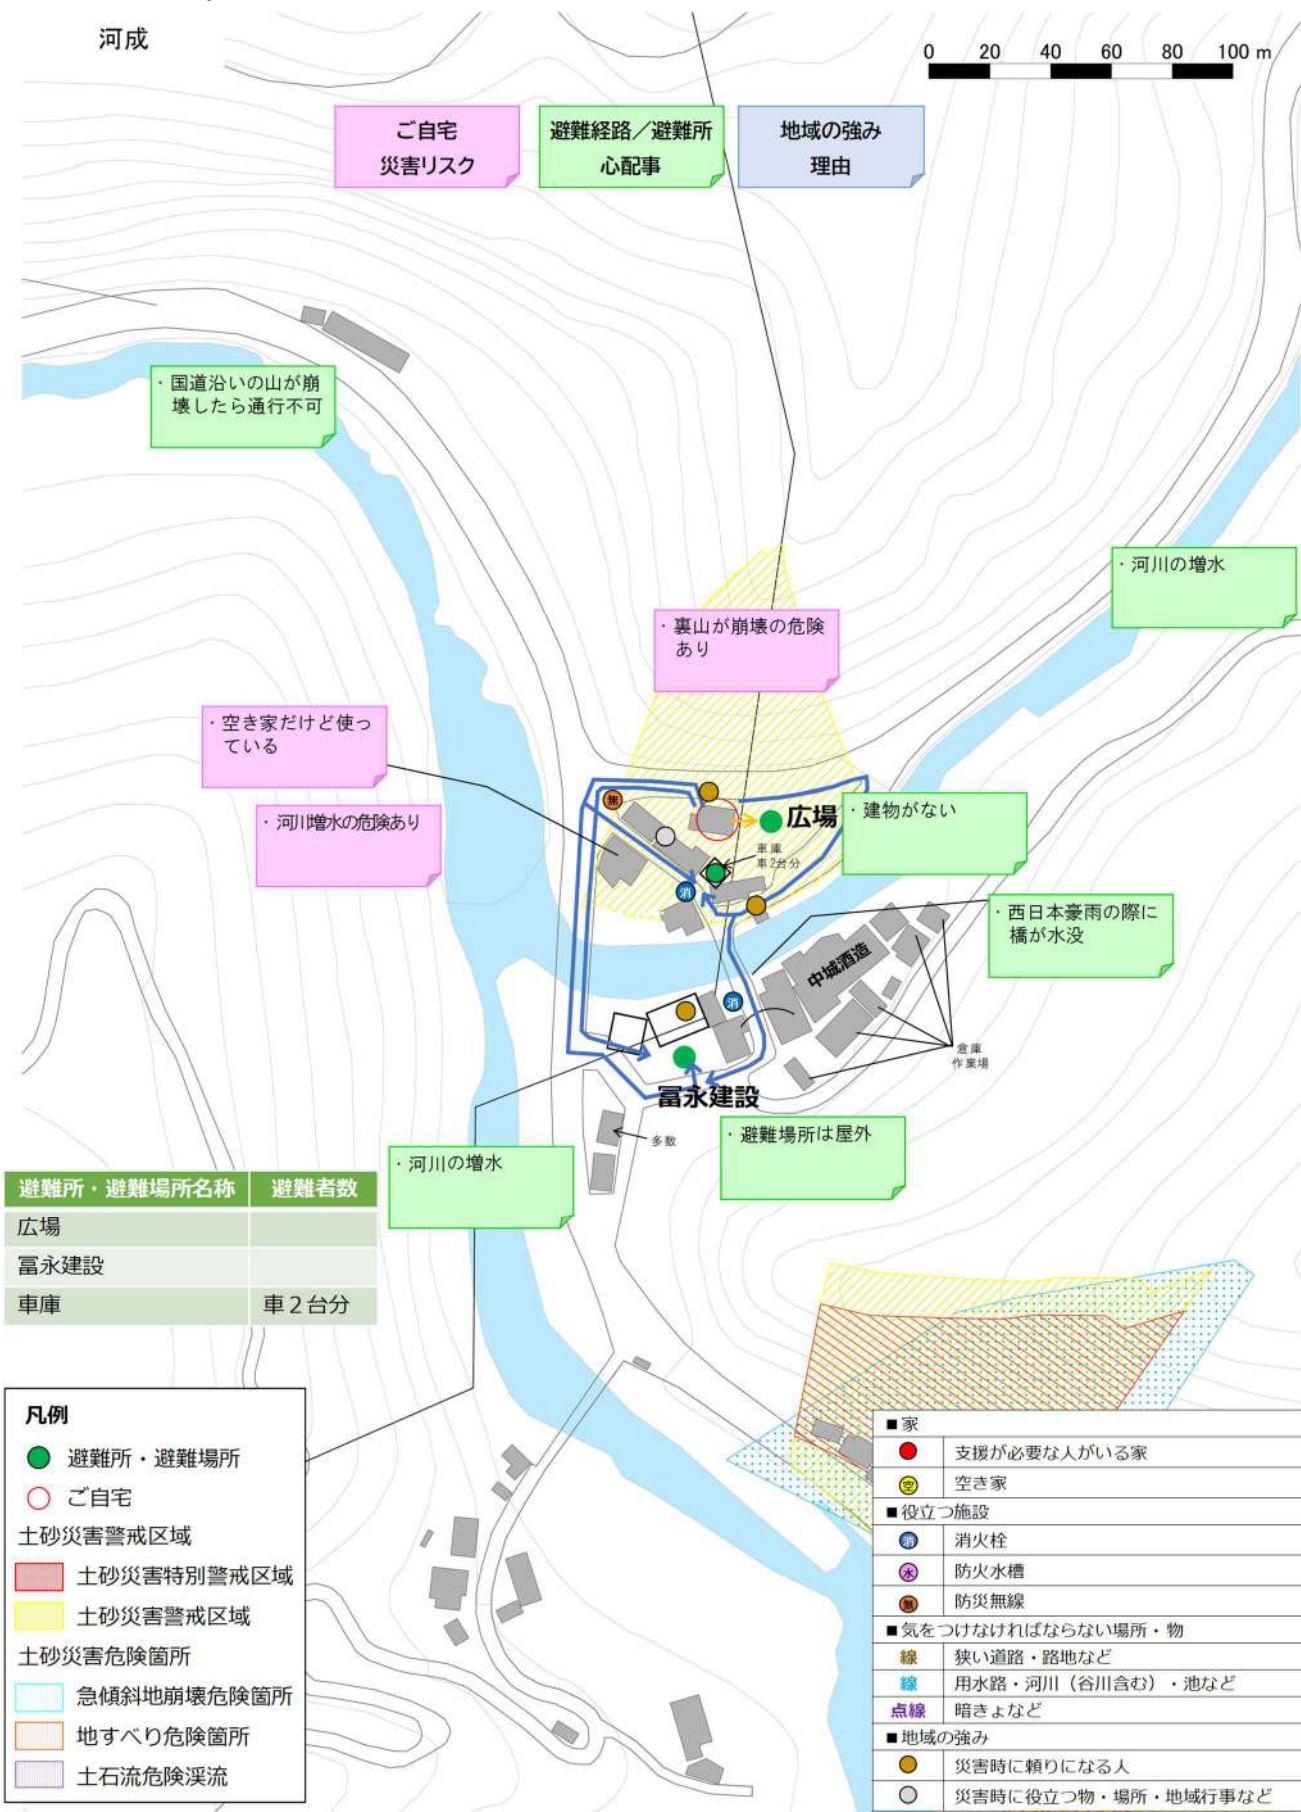 河成
0 20 40 60 80 100 m
ご自宅
災害リスク
避難経路／避難所
心配事
地域の強み
理由
・国道沿いの山が崩
壊したら通行不可
・河川の増水
・裏山が崩壊の危険
あり
・空き家だけど使っ
ている
・河川増水の危険あり
無
広場
・建物がない
車庫
車2台分
消
・西日本豪雨の際に
橋が水没
中城酒造
消
倉庫
作業場
冨永建設
多数
・避難場所は屋外
・河川の増水
避難所・避難場所名称 避難者数
広場
冨永建設
車庫 車２台分
凡例
避難所・避難場所
ご自宅
土砂災害警戒区域
土砂災害特別警戒区域
土砂災害警戒区域
土砂災害危険箇所
急傾斜地崩壊危険箇所
地すべり危険箇所
土石流危険渓流
■家
支援が必要な人がいる家
空 空き家
■役立つ施設
消 消火栓
水 防火水槽
無 防災無線
■気をつけなければならない場所・物
線 狭い道路・路地など
線 用水路・河川（谷川含む）・池など
点線 暗きょなど
■地域の強み
災害時に頼りになる人
災害時に役立つ物・場所・地域行事など